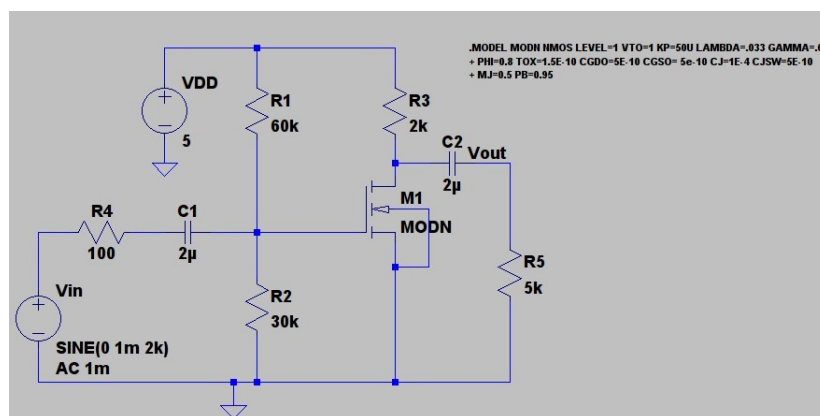 .MODEL MODN NMOS LEVEL=1 VTO=1 KP=50U LAMBDA=.033 GAMMA=.
+ PHI=0.8 TOX=1.5E-10 CGDO=5E-10 CGSO= 5e-10 CJ=1E-4 CJSW=5E-10
+ MJ=0.5 PB=0.95
VDD
5
R1
60k
R3
2k
C2
2µ
Vout
M1
MODN
R4
100
C1
2µ
R2
30k
R5
5k
Vin
SINE(0 1m 2k)
AC 1m